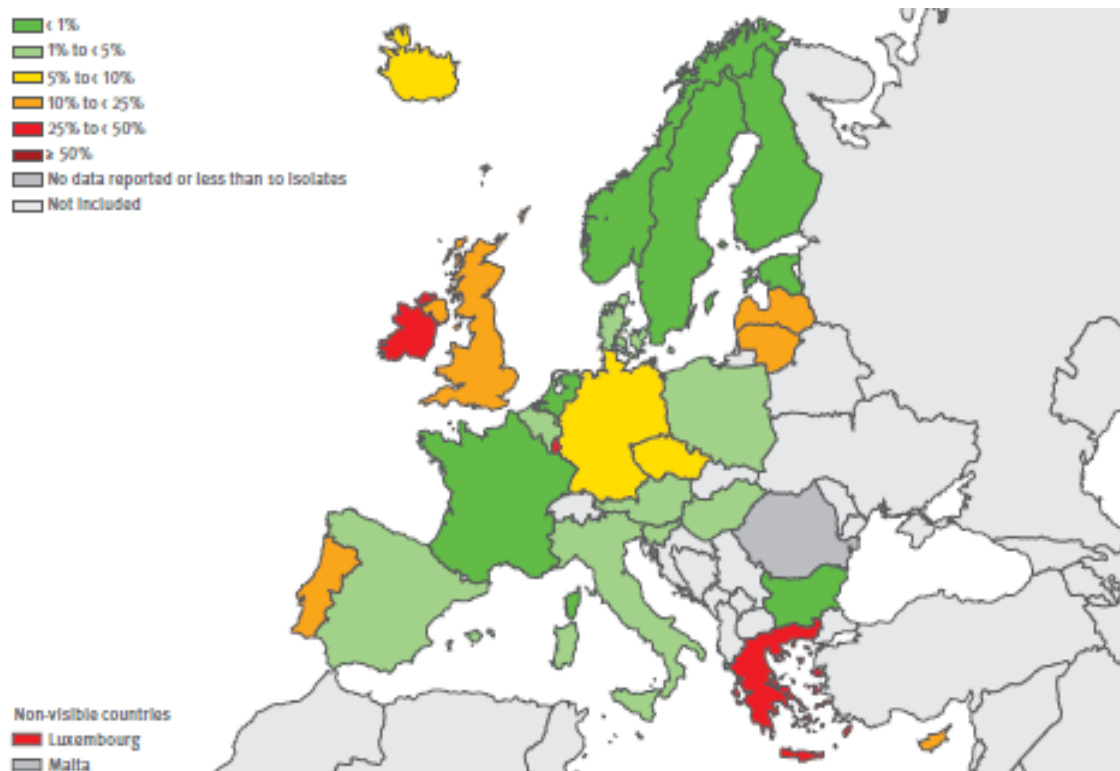 < 1%
1% to < 5%
5% to < 10%
10% to < 25%
25% to < 50%
≥ 50%
No data reported or less than 10 isolates
Not included
Non-visible countries
Luxembourg
Malta